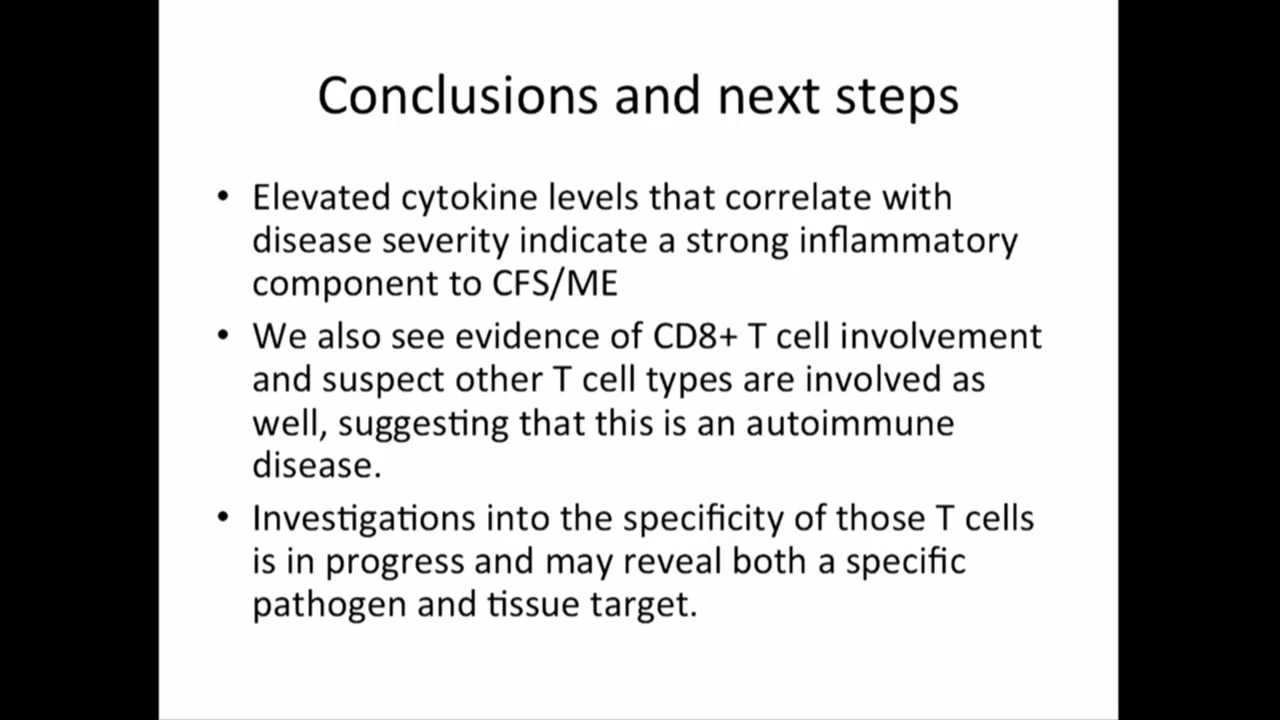 Conclusions and next steps
• Elevated cytokine levels that correlate with
disease severity indicate a strong inflammatory
component to CFS/ME
• We also see evidence of CD8+ T cell involvement
and suspect other T cell types are involved as
well, suggesting that this is an autoimmune
disease.
• Investigations into the specificity of those T cells
is in progress and may reveal both a specific
pathogen and tissue target.